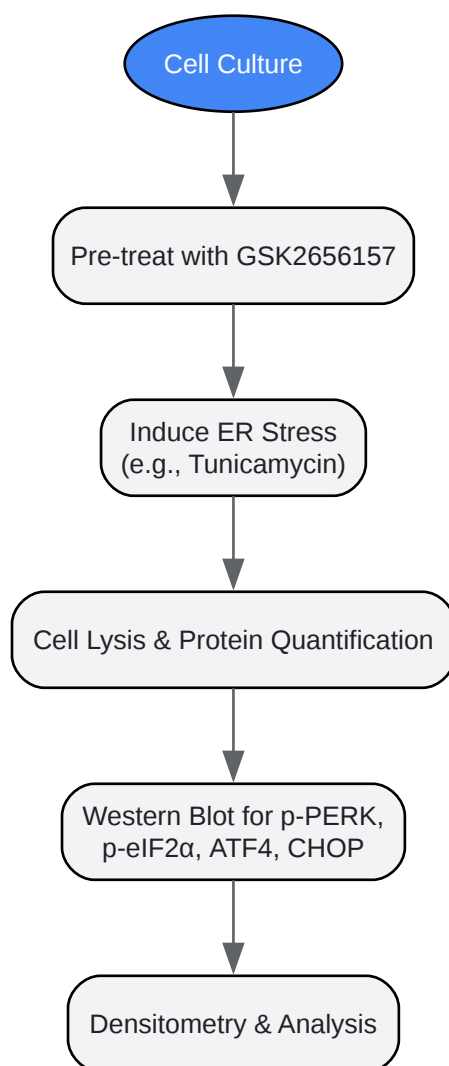 Cell Culture
Pre-treat with GSK2656157
Induce ER Stress
(e.g., Tunicamycin)
Cell Lysis & Protein Quantification
Western Blot for p-PERK,
p-eIF2α, ATF4, CHOP
Densitometry & Analysis